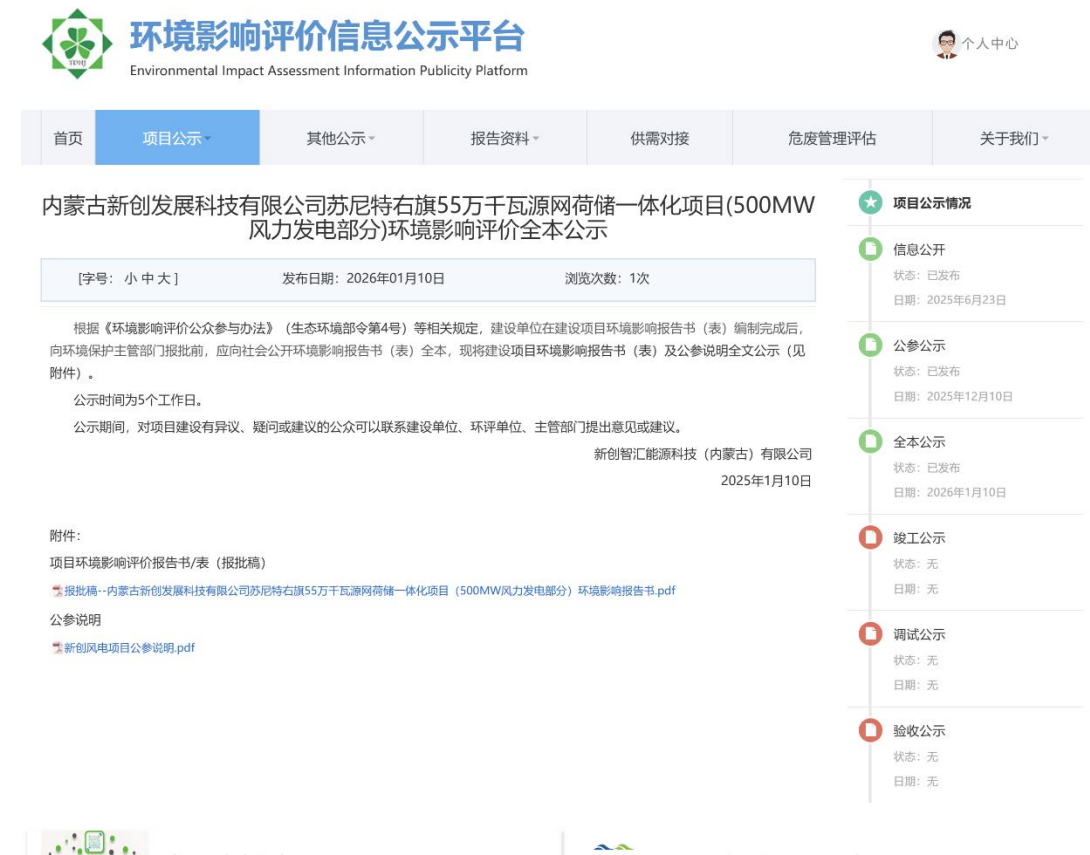 环境影响评价信息公示平台
Environmental Impact Assessment Information Publicity Platform
TPHJ
个人中心
首页
项目公示
其他公示
报告资料
供需对接
危废管理评估
关于我们
内蒙古新创发展科技有限公司苏尼特右旗55万千瓦源网荷储一体化项目(500MW
风力发电部分)环境影响评价全本公示
[字号： 小 中 大 ]
发布日期：2026年01月10日
浏览次数：1次
根据《环境影响评价公众参与办法》（生态环境部令第4号）等相关规定，建设单位在建设项目环境影响报告书（表）编制完成后，
向环境保护主管部门报批前，应向社会公开环境影响报告书（表）全本，现将建设项目环境影响报告书（表）及公参说明全文公示（见
附件）。
公示时间为5个工作日。
公示期间，对项目建设有异议、疑问或建议的公众可以联系建设单位、环评单位、主管部门提出意见或建议。
新创智汇能源科技（内蒙古）有限公司
2025年1月10日
附件：
项目环境影响评价报告书/表（报批稿）
报批稿--内蒙古新创发展科技有限公司苏尼特右旗55万千瓦源网荷储一体化项目（500MW风力发电部分）环境影响报告书.pdf
公参说明
新创风电项目公参说明.pdf
项目公示情况
信息公开
状态：已发布
日期：2025年6月23日
公参公示
状态：已发布
日期：2025年12月10日
全本公示
状态：已发布
日期：2026年1月10日
竣工公示
状态：无
日期：无
调试公示
状态：无
日期：无
验收公示
状态：无
日期：无